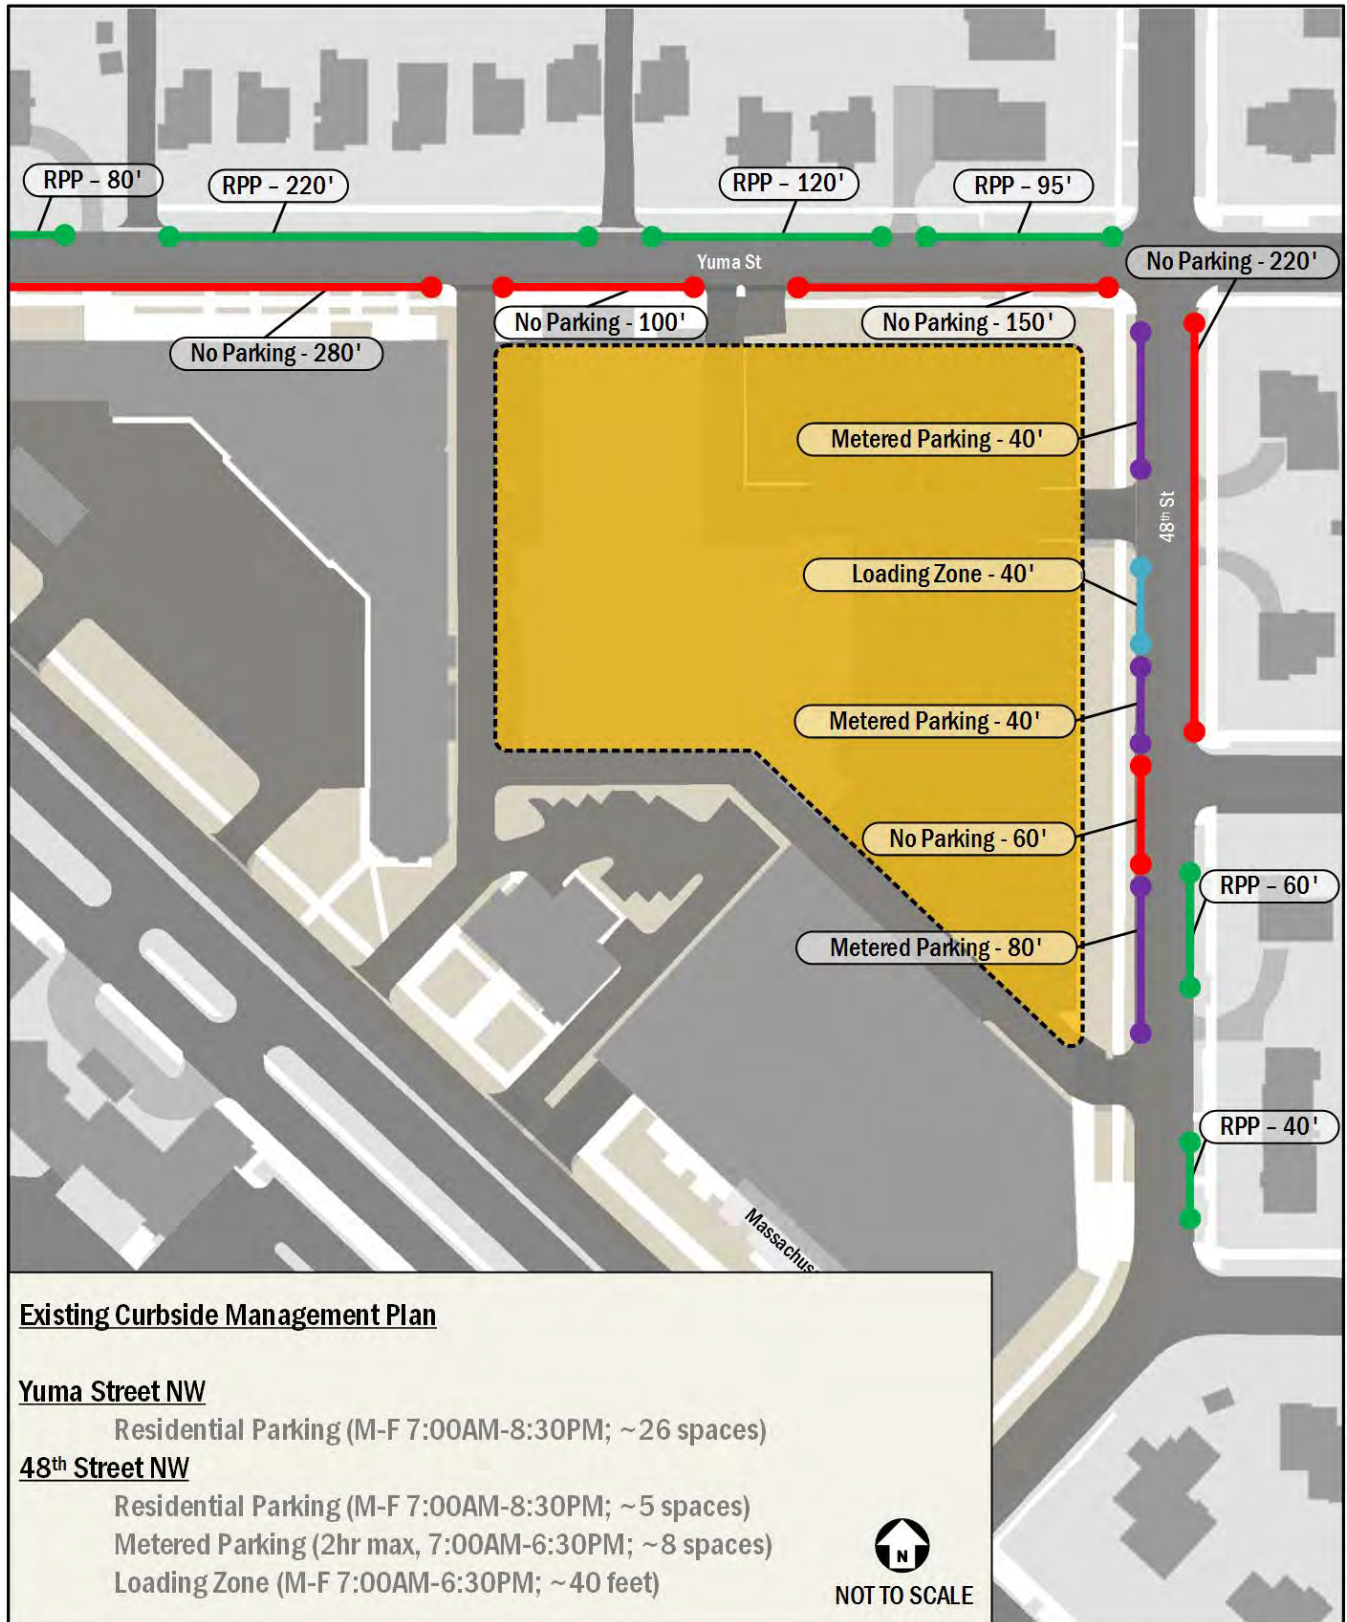 RPP – 80'
RPP – 220'
RPP – 120'
RPP – 95'
Yuma St
No Parking - 220'
No Parking - 280'
No Parking - 100'
No Parking - 150'
Metered Parking - 40'
48th St
Loading Zone - 40'
Metered Parking - 40'
No Parking - 60'
RPP – 60'
Metered Parking - 80'
RPP – 40'
Massachus
Existing Curbside Management Plan
Yuma Street NW
Residential Parking (M-F 7:00AM-8:30PM; ~26 spaces)
48th Street NW
Residential Parking (M-F 7:00AM-8:30PM; ~5 spaces)
Metered Parking (2hr max, 7:00AM-6:30PM; ~8 spaces)
Loading Zone (M-F 7:00AM-6:30PM; ~40 feet)
N
NOT TO SCALE